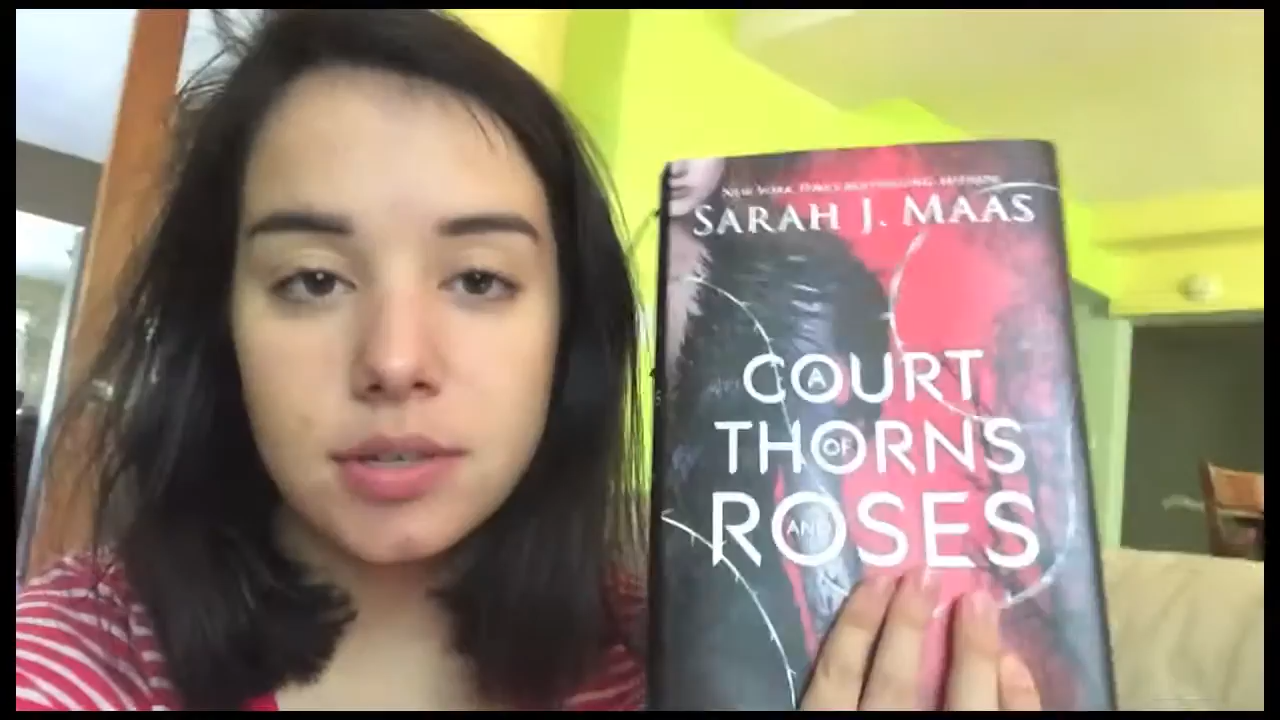 NEW YORK TIMES BESTSELLING AUTHOR
SARAH J. MAAS
A COURT
THORNS OF
ROSES AND